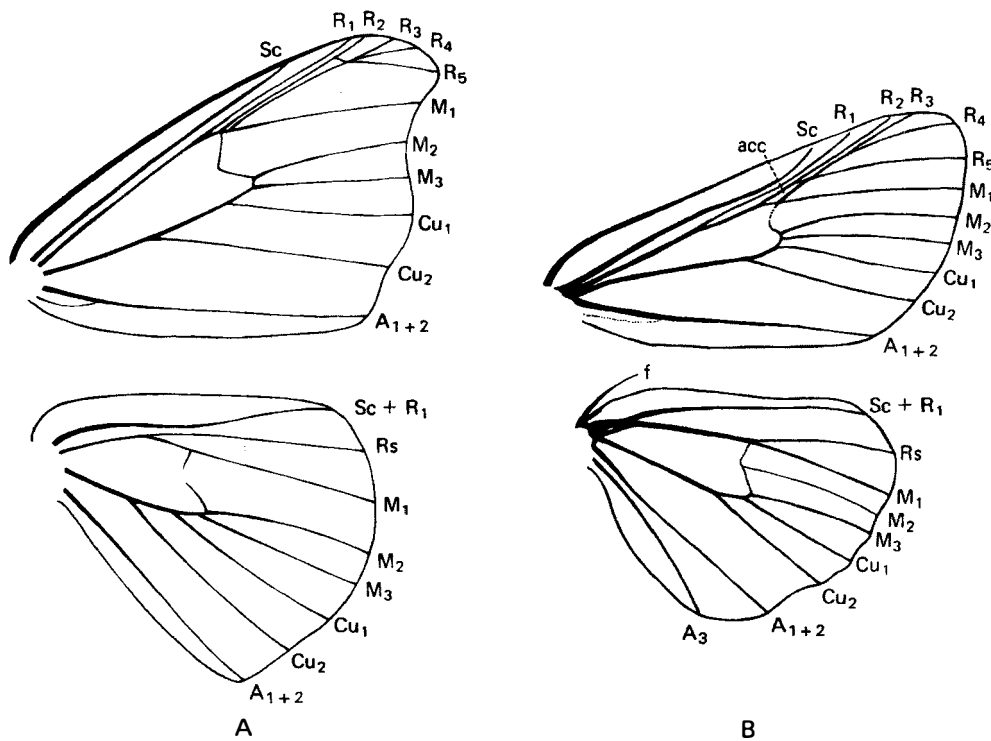 Sc
R₁
R₂
R₃
R₄
R₅
M₁
M₂
M₃
Cu₁
Cu₂
A₁₊₂
acc
Sc
R₁
R₂
R₃
R₄
R₅
M₁
M₂
M₃
Cu₁
Cu₂
A₁₊₂
Sc + R₁
Rs
M₁
M₂
M₃
Cu₁
Cu₂
A₁₊₂
A
f
Sc + R₁
Rs
M₁
M₂
M₃
Cu₁
Cu₂
A₁₊₂
A₃
B